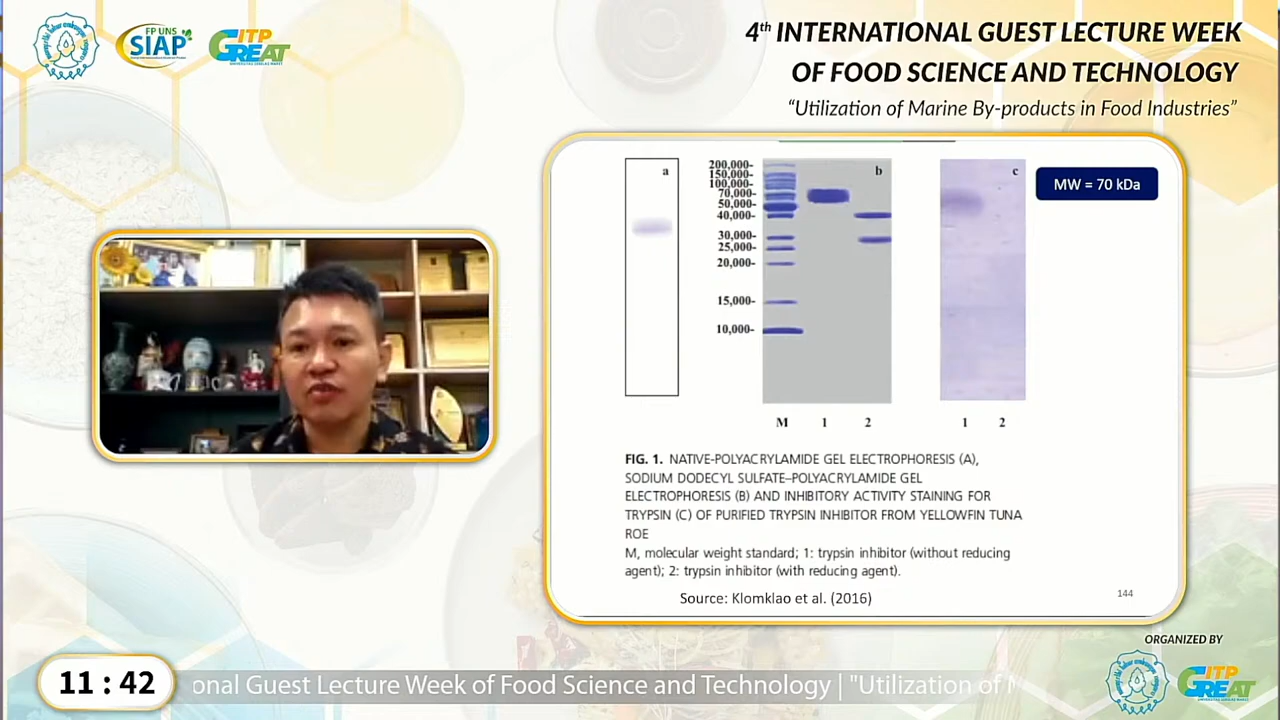 FP UNS
SIAP
ITP
GREAT
4th INTERNATIONAL GUEST LECTURE WEEK
OF FOOD SCIENCE AND TECHNOLOGY
“Utilization of Marine By-products in Food Industries”
a
200,000-
150,000-
100,000-
70,000-
50,000-
40,000-
30,000-
25,000-
20,000-
15,000-
10,000-
b
c
MW = 70 kDa
M 1 2
1 2
FIG. 1. NATIVE-POLYACRYLAMIDE GEL ELECTROPHORESIS (A),
SODIUM DODECYL SULFATE–POLYACRYLAMIDE GEL
ELECTROPHORESIS (B) AND INHIBITORY ACTIVITY STAINING FOR
TRYPSIN (C) OF PURIFIED TRYPSIN INHIBITOR FROM YELLOWFIN TUNA
ROE
M, molecular weight standard; 1: trypsin inhibitor (without reducing
agent); 2: trypsin inhibitor (with reducing agent).
Source: Klomklao et al. (2016)
144
ORGANIZED BY
ITP
GREAT
11 : 42
onal Guest Lecture Week of Food Science and Technology | "Utilization of